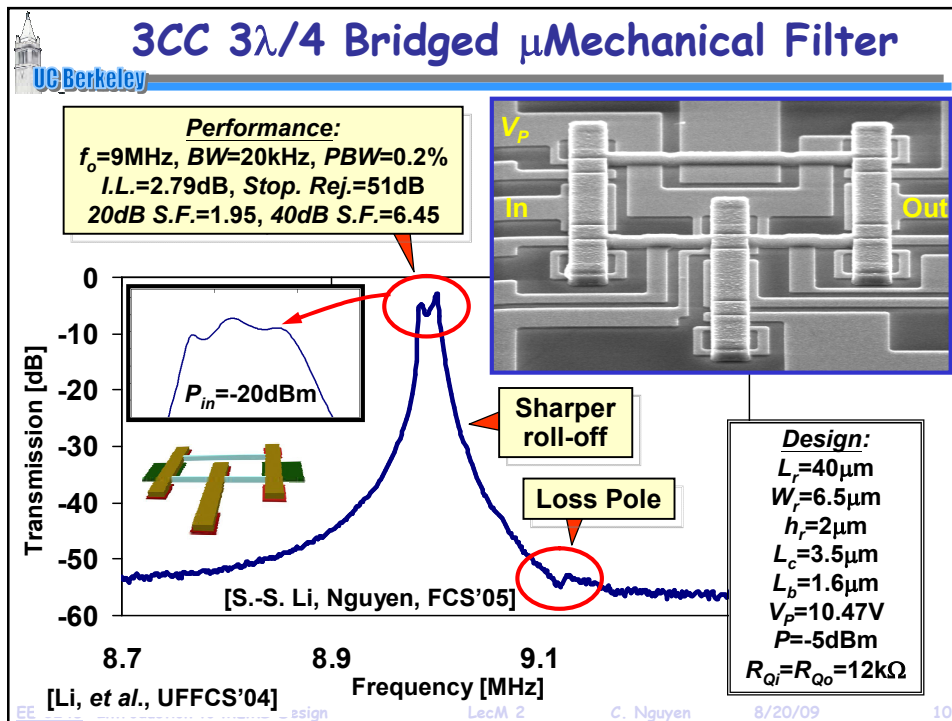 3CC 3λ/4 Bridged μMechanical Filter
UC Berkeley
Performance:
fo=9MHz, BW=20kHz, PBW=0.2%
I.L.=2.79dB, Stop. Rej.=51dB
20dB S.F.=1.95, 40dB S.F.=6.45
VP
In
Out
0
-10
-20
-30
-40
-50
-60
Transmission [dB]
Pin=-20dBm
Sharper
roll-off
Loss Pole
[S.-S. Li, Nguyen, FCS'05]
8.7
8.9
9.1
Frequency [MHz]
[Li, et al., UFFCS'04]
Design:
Lr=40μm
Wr=6.5μm
hr=2μm
Lc=3.5μm
Lb=1.6μm
VP=10.47V
P=-5dBm
RQi=RQo=12kΩ
Design
LecM 2
C. Nguyen
8/20/09
10